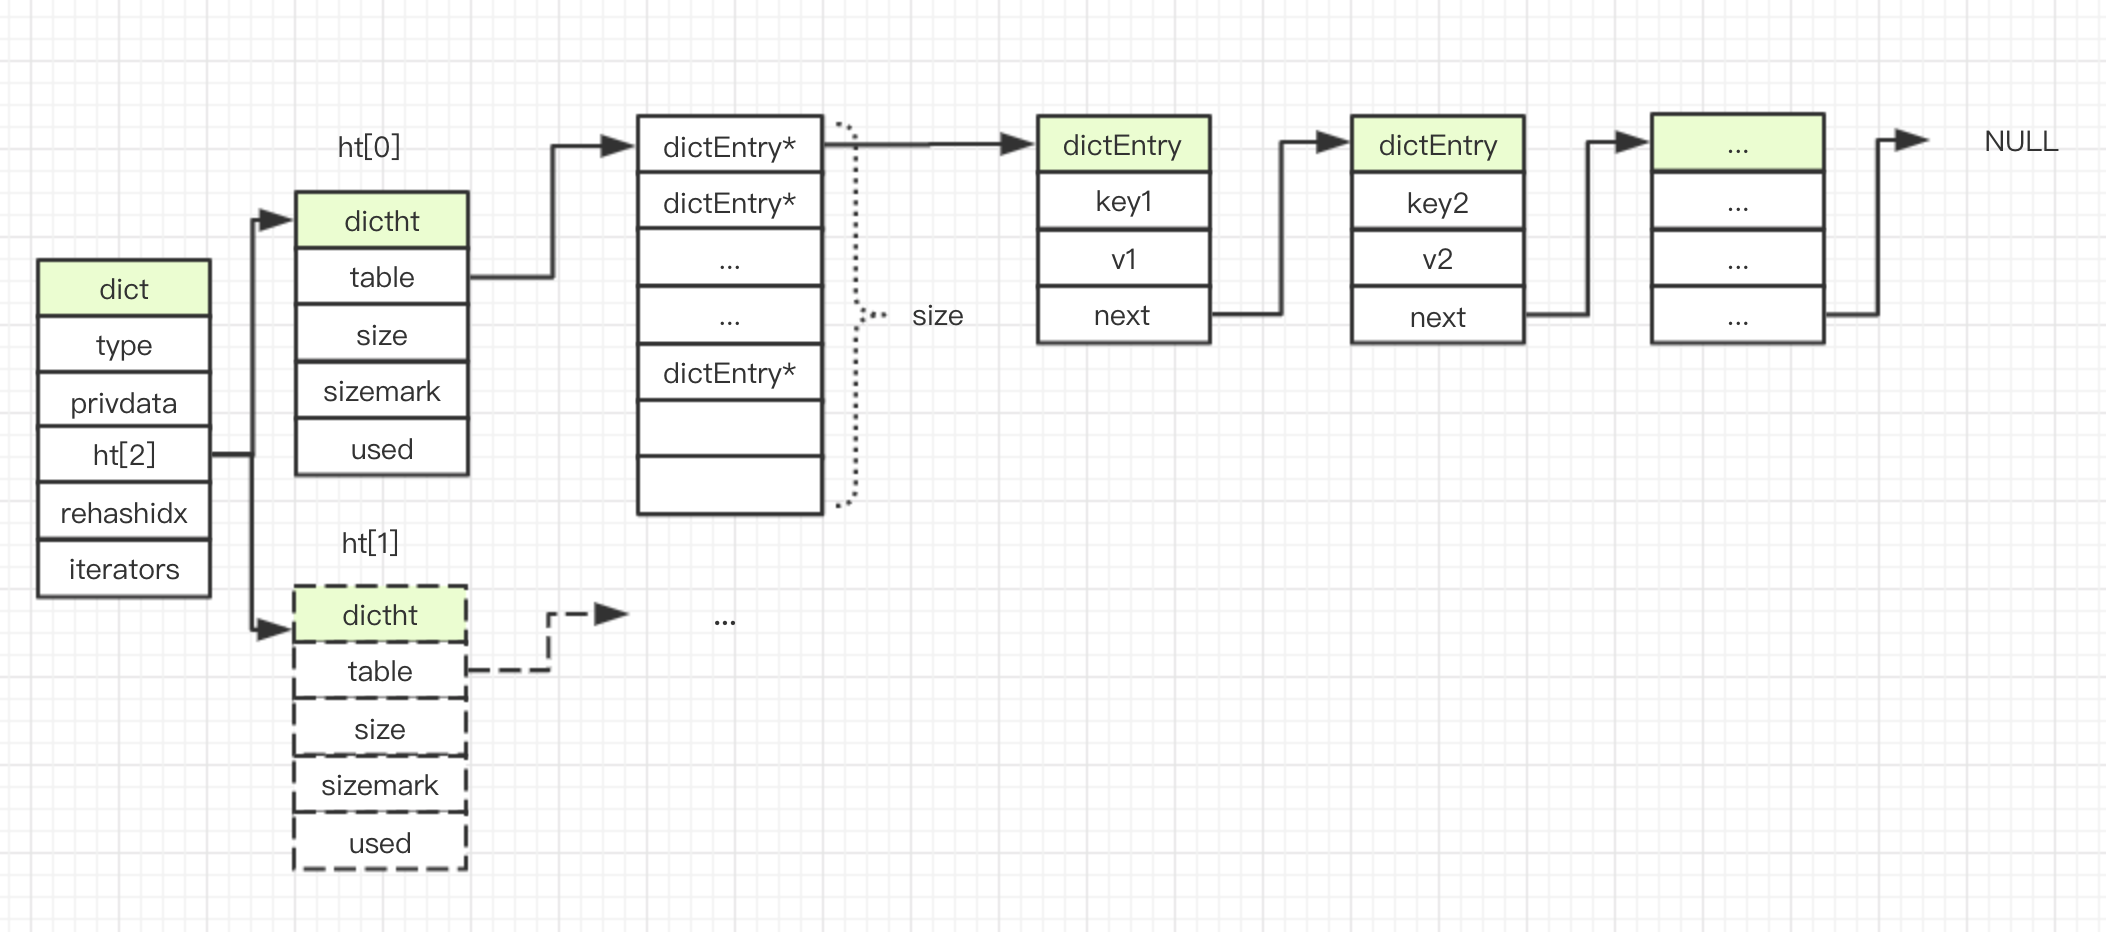 dict
type
privdata
ht[2]
rehashidx
iterators
ht[0]
dictht
table
size
sizemark
used
ht[1]
dictht
table
size
sizemark
used
dictEntry*
dictEntry*
...
...
dictEntry*
size
...
dictEntry
key1
v1
next
dictEntry
key2
v2
next
...
...
...
...
NULL